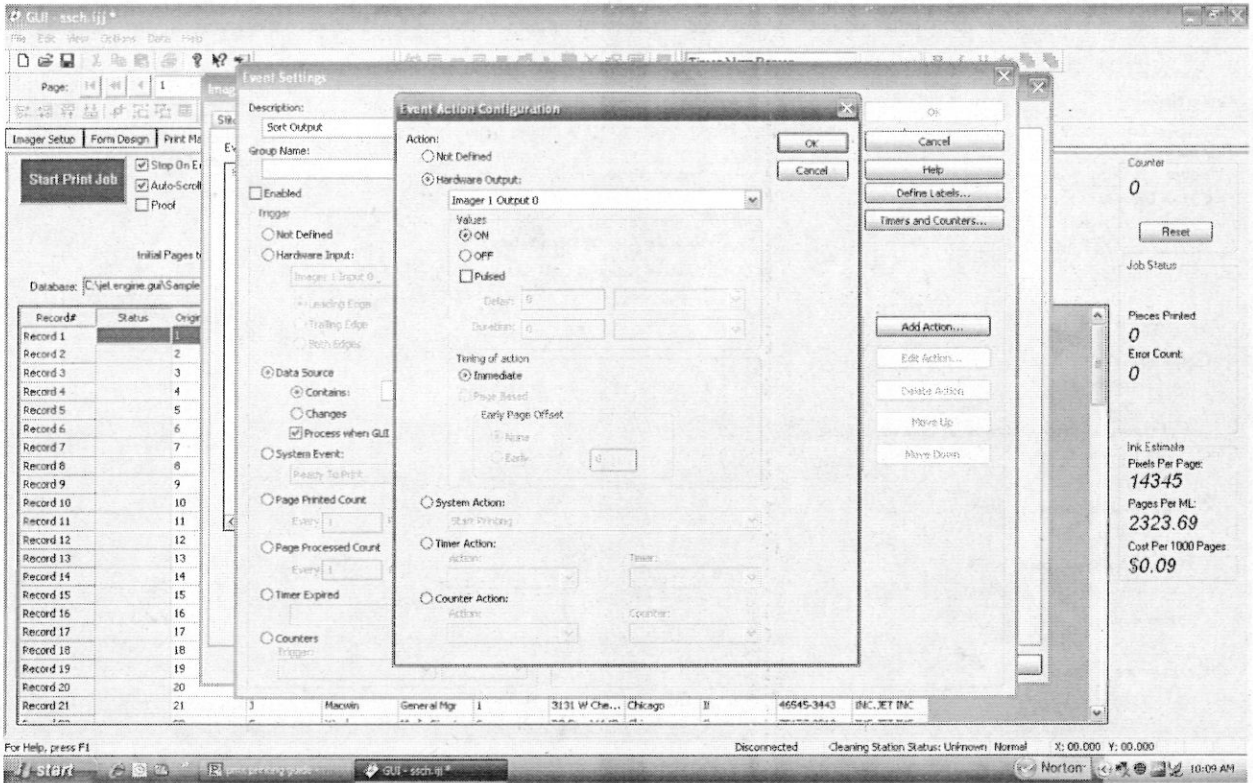 GUI - ssch.ijj *
File Edit View Options Data Help
Page: 1
Imager Setup Form Design Print Ma
Start Print Job
Stop On Er
Auto-Scroll
Proof
Initial Pages to
Database: C:\jet.engine.gui\Sample
Record# Status Origin
Record 1 1
Record 2 2
Record 3 3
Record 4 4
Record 5 5
Record 6 6
Record 7 7
Record 8 8
Record 9 9
Record 10 10
Record 11 11
Record 12 12
Record 13 13
Record 14 14
Record 15 15
Record 16 16
Record 17 17
Record 18 18
Record 19 19
Record 20 20
Record 21 21 3 Macwin General Mgr 1 3131 W Che... Chicago Il 46545-3443 INC.JET INC
Event Settings
Description:
Sort Output
Group Name:
Enabled
Trigger
Not Defined
Hardware Input:
Imager 1 Input 0
Leading Edge
Trailing Edge
Both Edges
Data Source
Contains:
Changes
Process when GUI
System Event:
Ready To Print
Page Printed Count
Every 1
Page Processed Count
Every 1
Timer Expired
Counters
Trigger:
OK
Cancel
Help
Define Labels...
Timers and Counters...
Add Action...
Edit Action...
Delete Action
Move Up
Move Down
Event Action Configuration
Action:
Not Defined
Hardware Output:
Imager 1 Output 0
Values
ON
OFF
Pulsed
Delay: 0
Duration: 0
Timing of action
Immediate
Page Based
Early Page Offset
None
Early 0
System Action:
Start Printing
Timer Action:
Action: Timer:
Counter Action:
Action: Counter:
OK
Cancel
Counter
0
Reset
Job Status
Pieces Printed
0
Error Count:
0
Ink Estimate
Pixels Per Page:
14345
Pages Per ML:
2323.69
Cost Per 1000 Pages
$0.09
For Help, press F1
Disconnected Cleaning Station Status: Unknown Normal X: 00.000 Y: 00.000
start
print printing guide
GUI - ssch.ijj *
Norton
10:09 AM